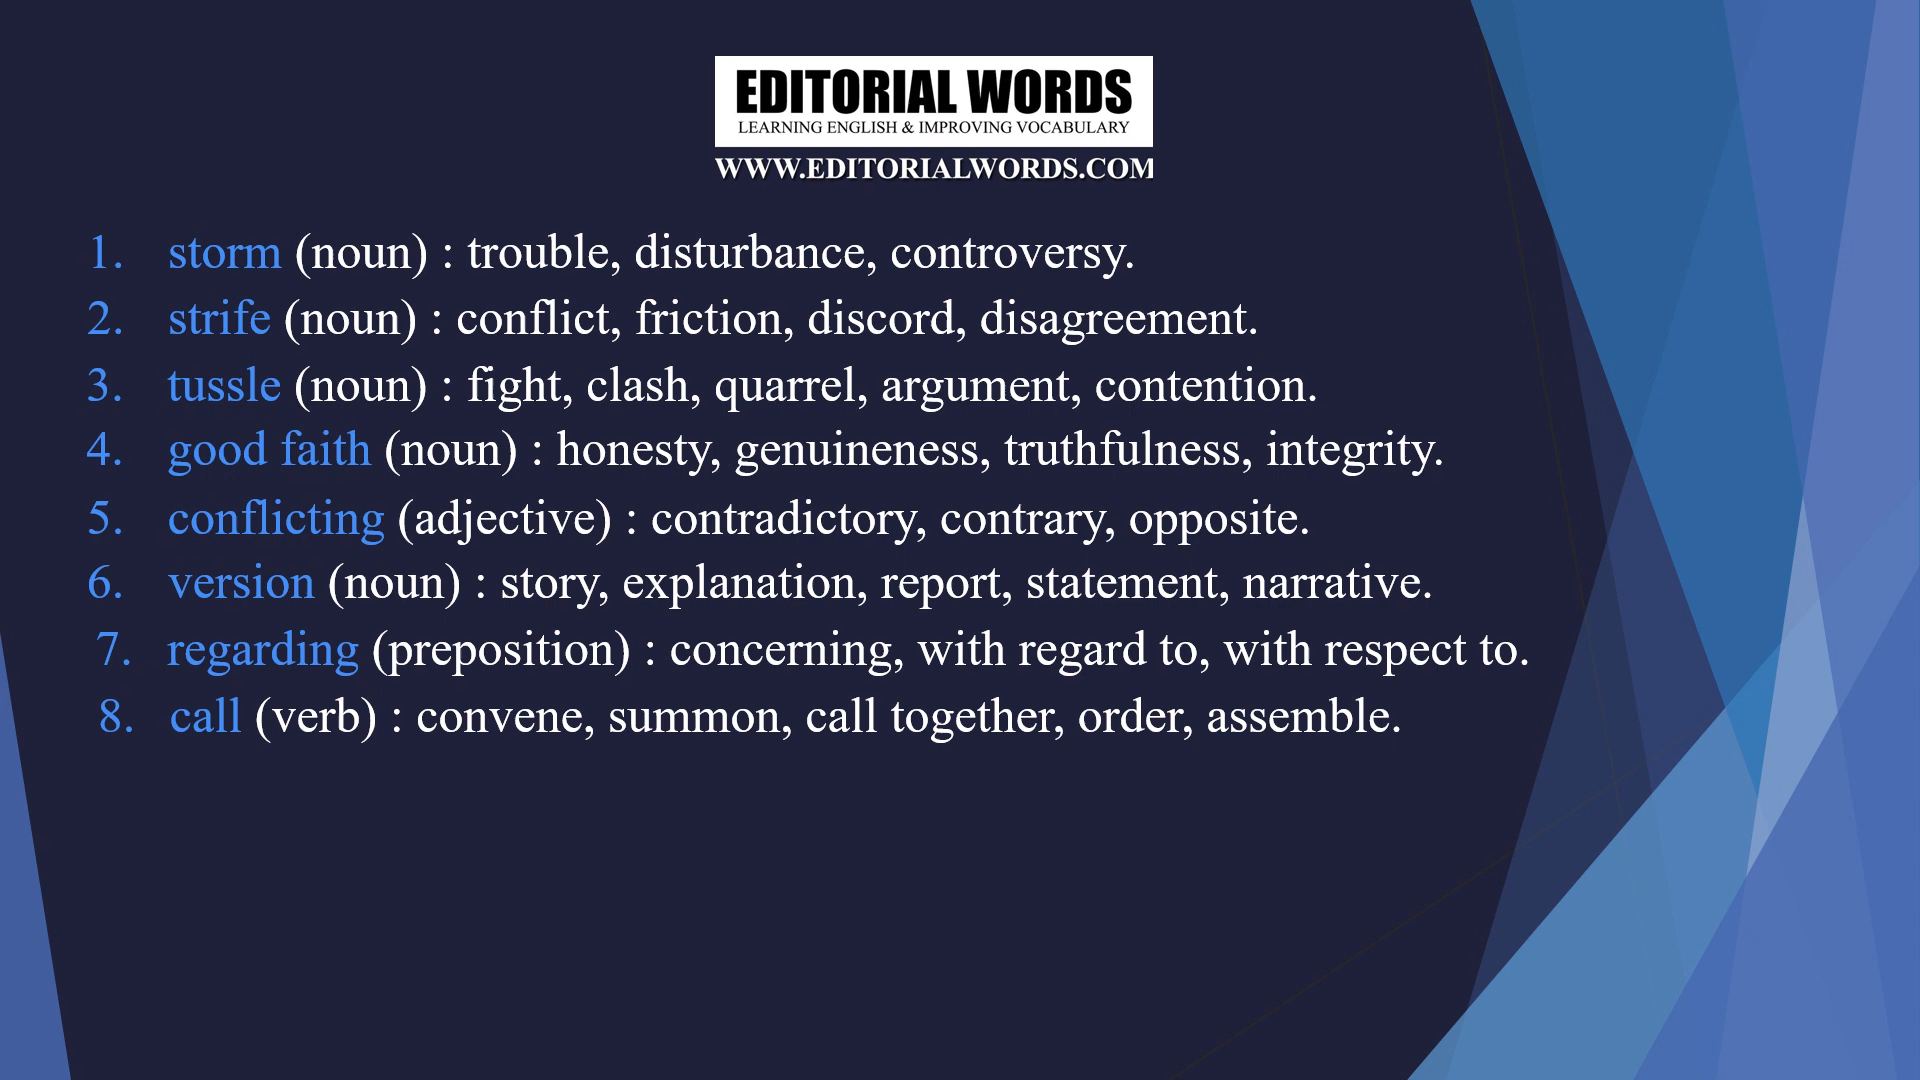 EDITORIAL WORDS
LEARNING ENGLISH & IMPROVING VOCABULARY
WWW.EDITORIALWORDS.COM
1. storm (noun) : trouble, disturbance, controversy.
2. strife (noun) : conflict, friction, discord, disagreement.
3. tussle (noun) : fight, clash, quarrel, argument, contention.
4. good faith (noun) : honesty, genuineness, truthfulness, integrity.
5. conflicting (adjective) : contradictory, contrary, opposite.
6. version (noun) : story, explanation, report, statement, narrative.
7. regarding (preposition) : concerning, with regard to, with respect to.
8. call (verb) : convene, summon, call together, order, assemble.